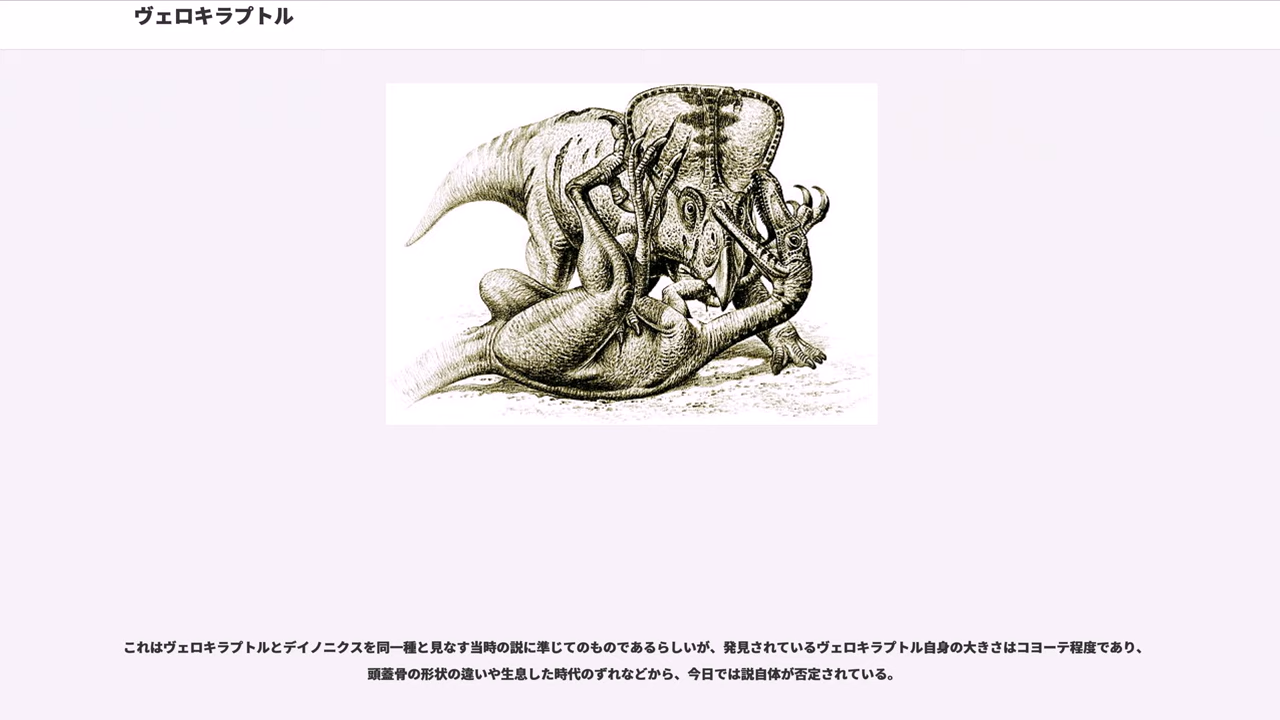 ヴェロキラプトル
これはヴェロキラプトルとデイノニクスを同一種と見なす当時の説に準じてのものであるらしいが、発見されているヴェロキラプトル自身の大きさはコヨーテ程度であり、
頭蓋骨の形状の違いや生息した時代のずれなどから、今日では説自体が否定されている。